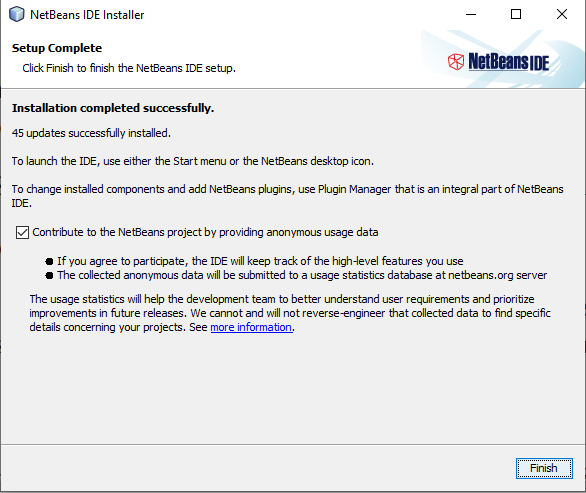 NetBeans IDE Installer
Setup Complete
Click Finish to finish the NetBeans IDE setup.
NetBeans IDE
Installation completed successfully.
45 updates successfully installed.
To launch the IDE, use either the Start menu or the NetBeans desktop icon.
To change installed components and add NetBeans plugins, use Plugin Manager that is an integral part of NetBeans
IDE.
Contribute to the NetBeans project by providing anonymous usage data
● If you agree to participate, the IDE will keep track of the high-level features you use
● The collected anonymous data will be submitted to a usage statistics database at netbeans.org server
The usage statistics will help the development team to better understand user requirements and prioritize
improvements in future releases. We cannot and will not reverse-engineer that collected data to find specific
details concerning your projects. See more information.
Finish